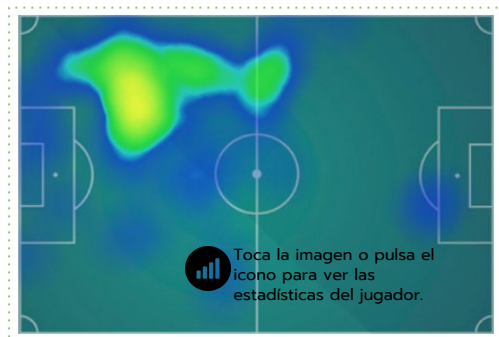 Toca la imagen o pulsa el
icono para ver las
estadísticas del jugador.